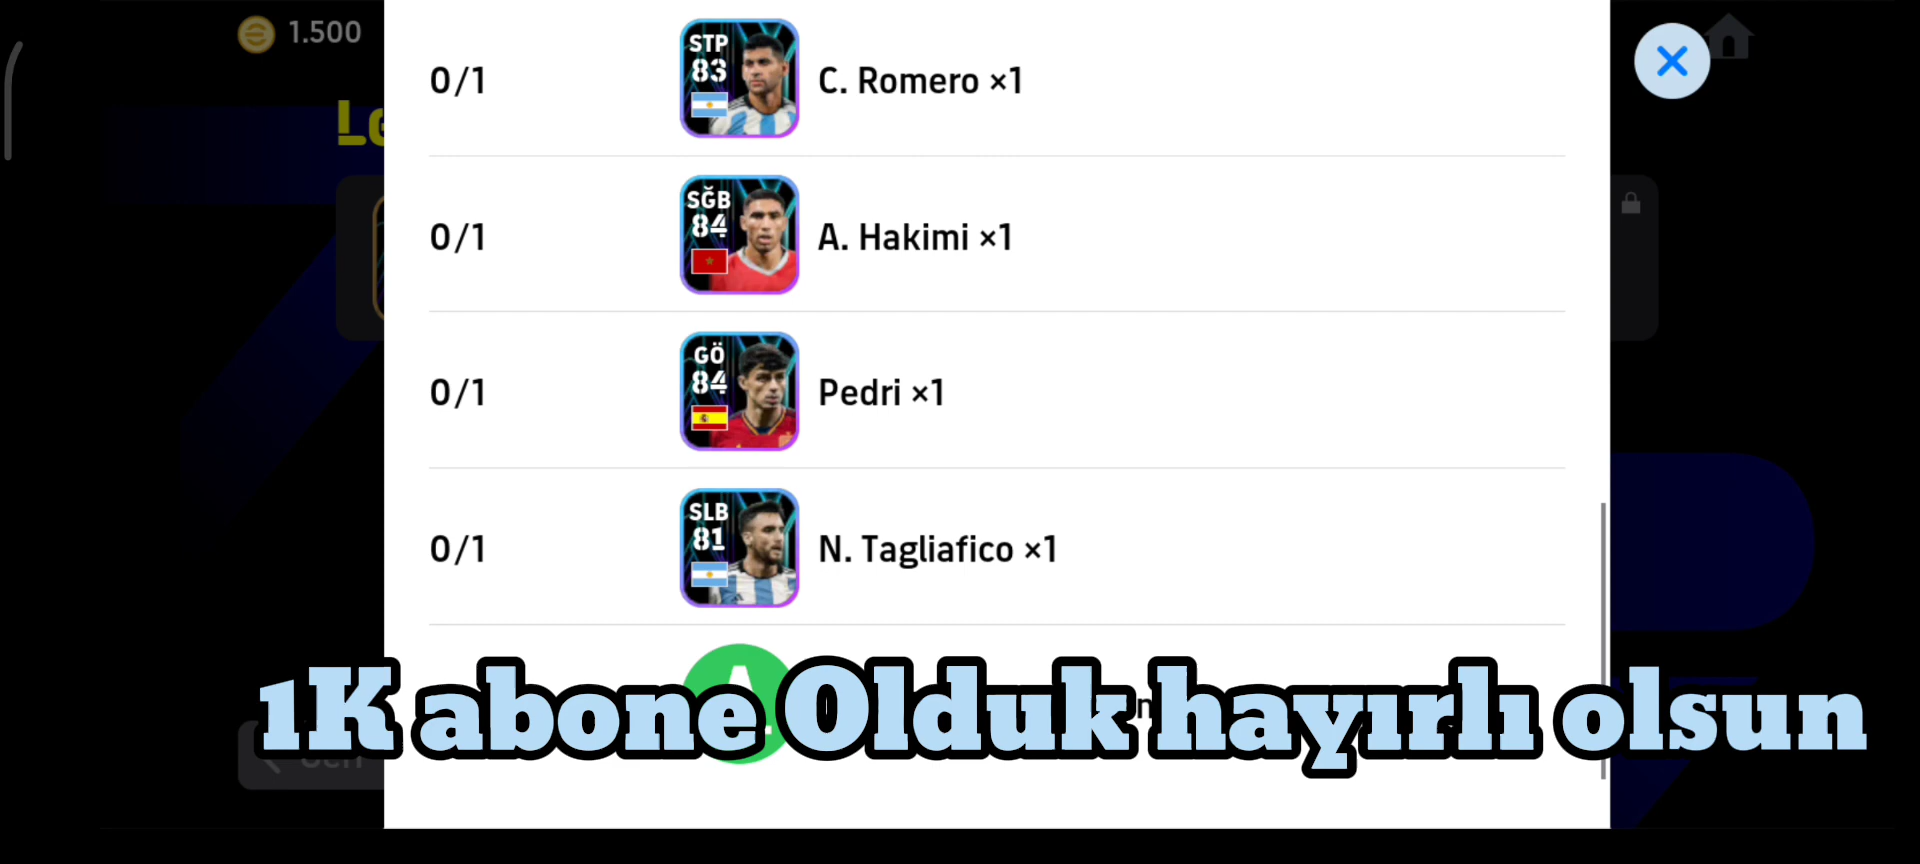 1.500
Le
0/1
STP
83
C. Romero ×1
0/1
SĞB
84
A. Hakimi ×1
0/1
GÖ
84
Pedri ×1
0/1
SLB
81
N. Tagliafico ×1
1K abone Olduk hayırlı olsun